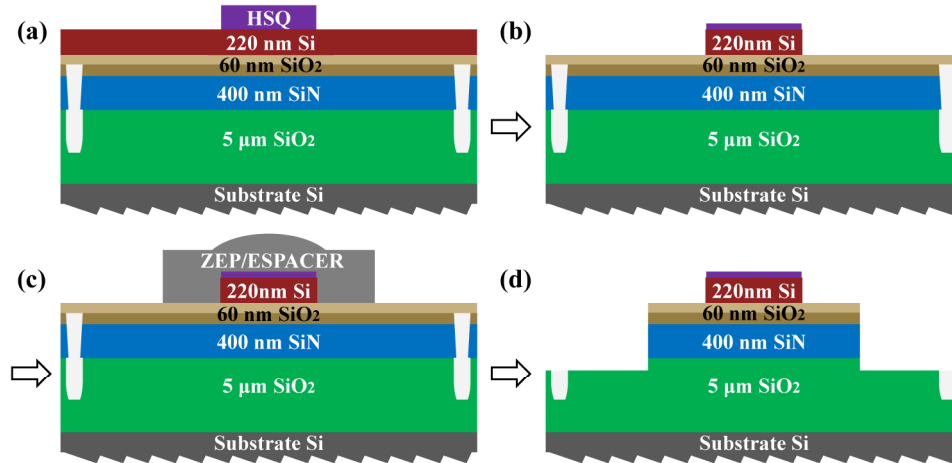 (a)
HSQ
220 nm Si
60 nm SiO₂
400 nm SiN
5 μm SiO₂
Substrate Si
(b)
220nm Si
60 nm SiO₂
400 nm SiN
5 μm SiO₂
Substrate Si
(c)
ZEP/ESPACER
220nm Si
60 nm SiO₂
400 nm SiN
5 μm SiO₂
Substrate Si
(d)
220nm Si
60 nm SiO₂
400 nm SiN
5 μm SiO₂
Substrate Si